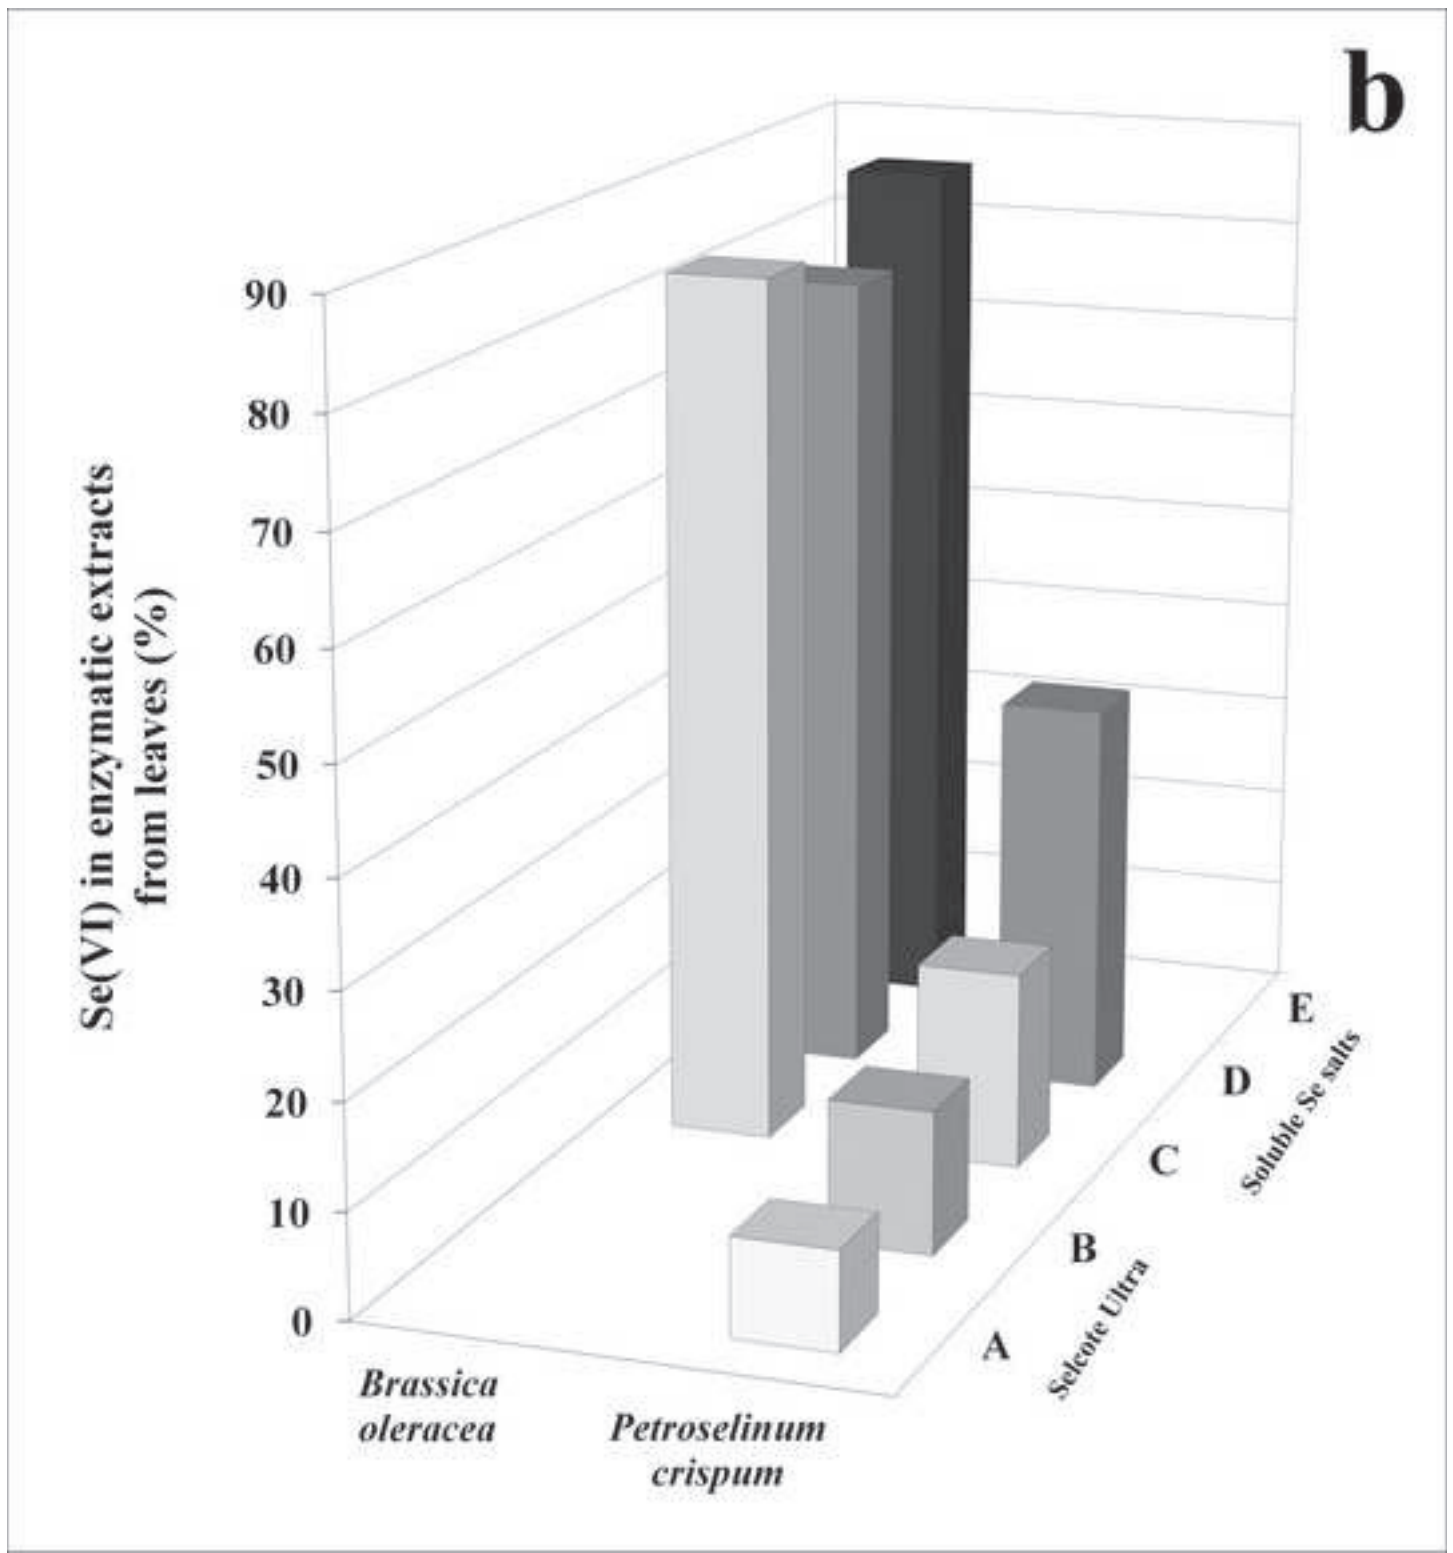 b
90
80
70
60
50
40
30
20
10
0
Se(VI) in enzymatic extracts
from leaves (%)
Brassica
oleracea
Petroselinum
crispum
A
B
C
D
E
Selcote Ultra
Soluble Se salts